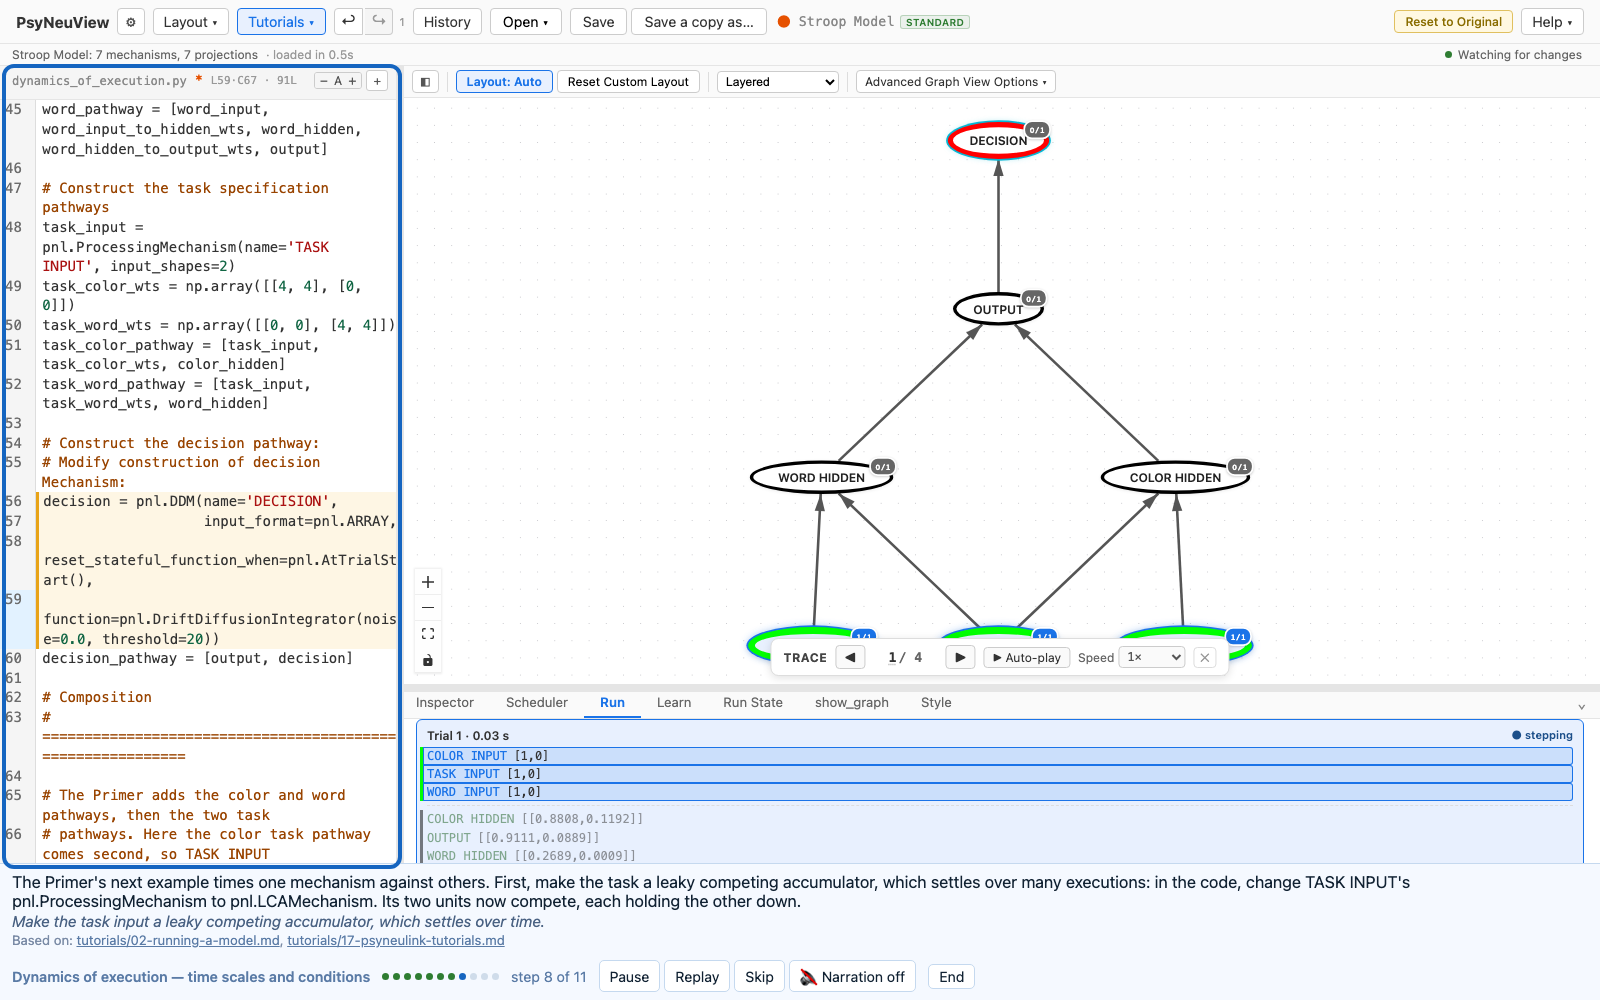 PsyNeuView ⚙ Layout ▾ Tutorials ▾ ↩ ↪ 1 History Open ▾ Save Save a copy as... Stroop Model STANDARD Reset to Original Help ▾
Stroop Model: 7 mechanisms, 7 projections · loaded in 0.5s Watching for changes
dynamics_of_execution.py * L59·C67 · 91L − A + +
Layout: Auto Reset Custom Layout Layered Advanced Graph View Options ▾
45 word_pathway = [word_input,
word_input_to_hidden_wts, word_hidden,
word_hidden_to_output_wts, output]
46
47 # Construct the task specification
pathways
48 task_input =
pnl.ProcessingMechanism(name='TASK
INPUT', input_shapes=2)
49 task_color_wts = np.array([[4, 4], [0,
0]])
50 task_word_wts = np.array([[0, 0], [4, 4]])
51 task_color_pathway = [task_input,
task_color_wts, color_hidden]
52 task_word_pathway = [task_input,
task_word_wts, word_hidden]
53
54 # Construct the decision pathway:
55 # Modify construction of decision
Mechanism:
56 decision = pnl.DDM(name='DECISION',
57 input_format=pnl.ARRAY,
58
reset_stateful_function_when=pnl.AtTrialSt
art(),
59
function=pnl.DriftDiffusionIntegrator(nois
e=0.0, threshold=20))
60 decision_pathway = [output, decision]
61
62 # Composition
63 #
==========================================
=================
64
65 # The Primer adds the color and word
pathways, then the two task
66 # pathways. Here the color task pathway
comes second, so TASK INPUT
DECISION 0/1
OUTPUT 0/1
WORD HIDDEN 0/1
COLOR HIDDEN 0/1
1/1 1/1 1/1
TRACE ◀ 1 / 4 ▶ ▶ Auto-play Speed 1× ✕
Inspector Scheduler Run Learn Run State show_graph Style
Trial 1 · 0.03 s stepping
COLOR INPUT [1,0]
TASK INPUT [1,0]
WORD INPUT [1,0]
COLOR HIDDEN [[0.8808,0.1192]]
OUTPUT [[0.9111,0.0889]]
WORD HIDDEN [[0.2689,0.0009]]
The Primer's next example times one mechanism against others. First, make the task a leaky competing accumulator, which settles over many executions: in the code, change TASK INPUT's
pnl.ProcessingMechanism to pnl.LCAMechanism. Its two units now compete, each holding the other down.
Make the task input a leaky competing accumulator, which settles over time.
Based on: tutorials/02-running-a-model.md, tutorials/17-psyneulink-tutorials.md
Dynamics of execution — time scales and conditions step 8 of 11 Pause Replay Skip Narration off End